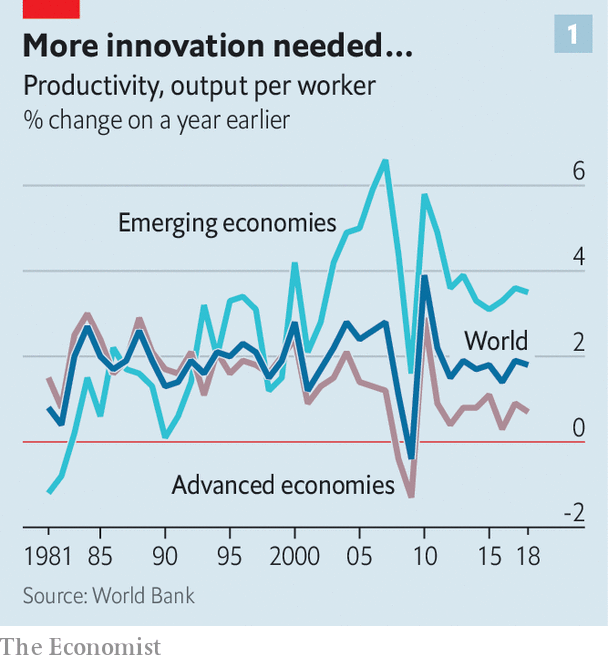 1
More innovation needed…
Productivity, output per worker
% change on a year earlier
6
Emerging economies
4
World
2
0
Advanced economies
-2
1981 85 90 95 2000 05 10 15 18
Source: World Bank
The Economist